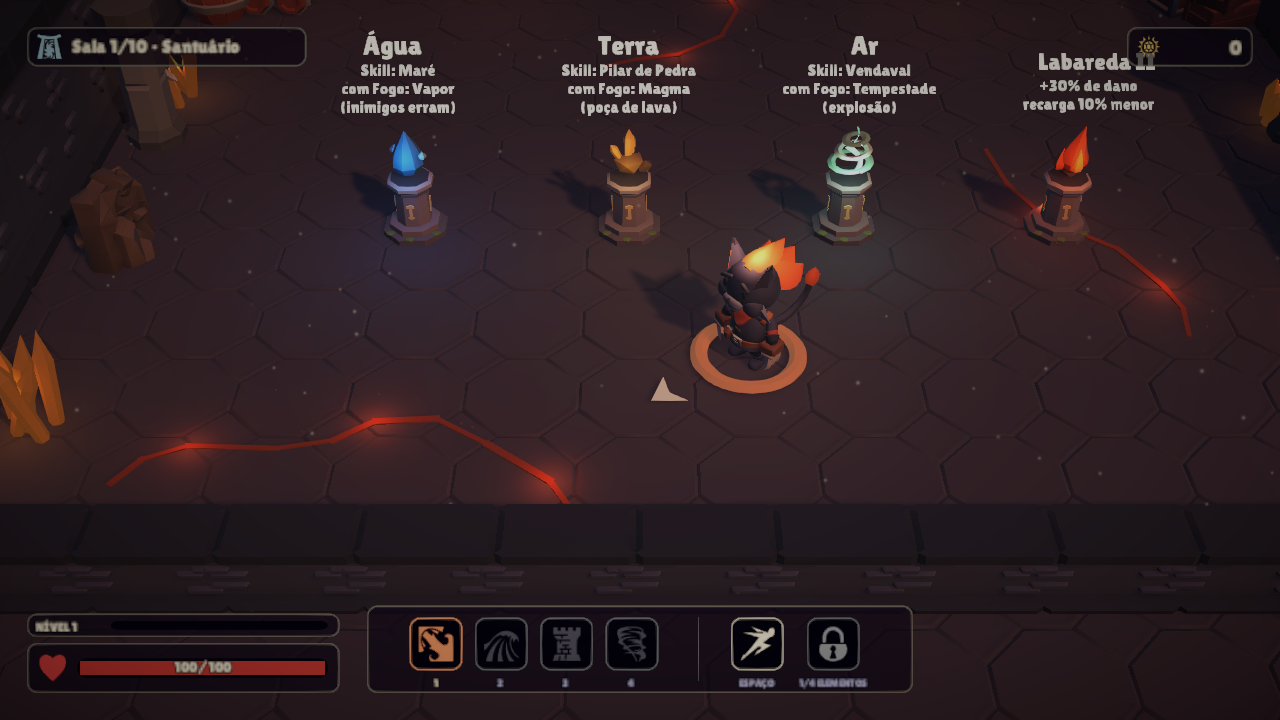 Sala 1/10 · Santuário
0
Água
Skill: Maré
com Fogo: Vapor
(inimigos erram)
Terra
Skill: Pilar de Pedra
com Fogo: Magma
(poça de lava)
Ar
Skill: Vendaval
com Fogo: Tempestade
(explosão)
Labareda II
+30% de dano
recarga 10% menor
NÍVEL 1
100/100
1
2
3
4
ESPAÇO
1/4 ELEMENTOS